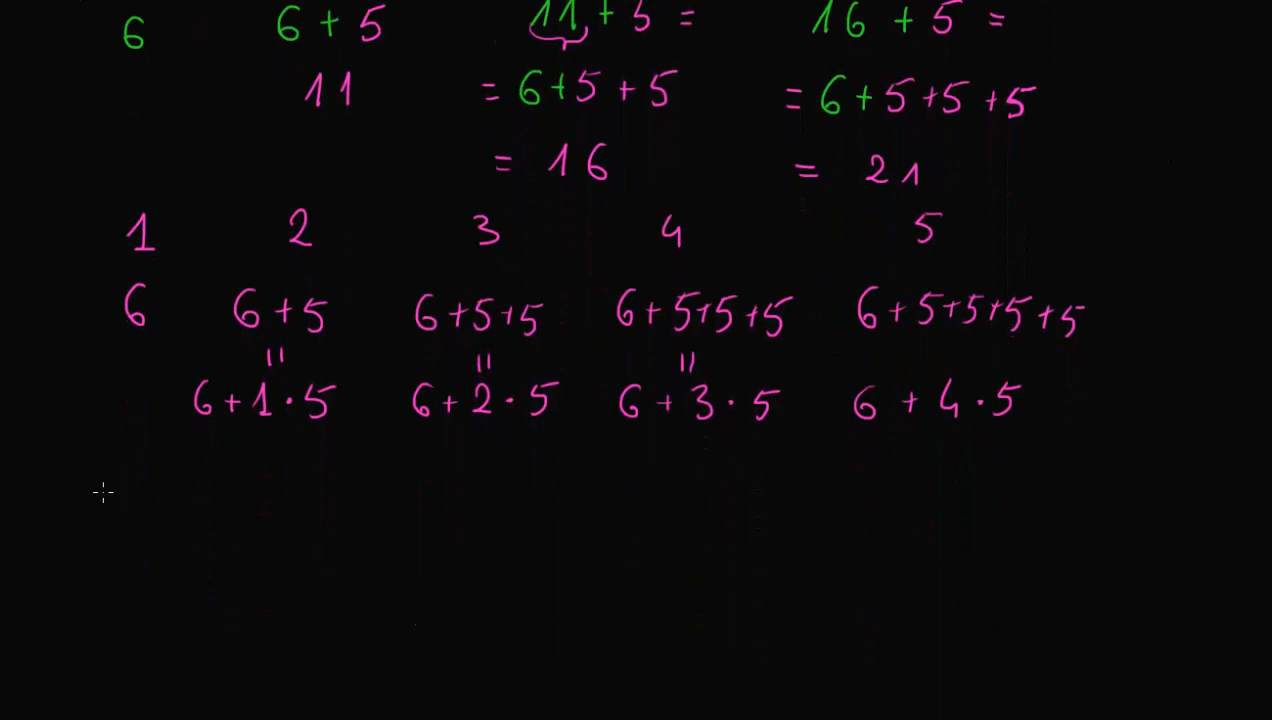 6 6 + 5 11 + 5 = 16 + 5 =
11 = 6 + 5 + 5 = 6 + 5 + 5 + 5
= 16 = 21
1 2 3 4 5
6 6 + 5 6 + 5 + 5 6 + 5 + 5 + 5 6 + 5 + 5 + 5 + 5
= = =
6 + 1 · 5 6 + 2 · 5 6 + 3 · 5 6 + 4 · 5